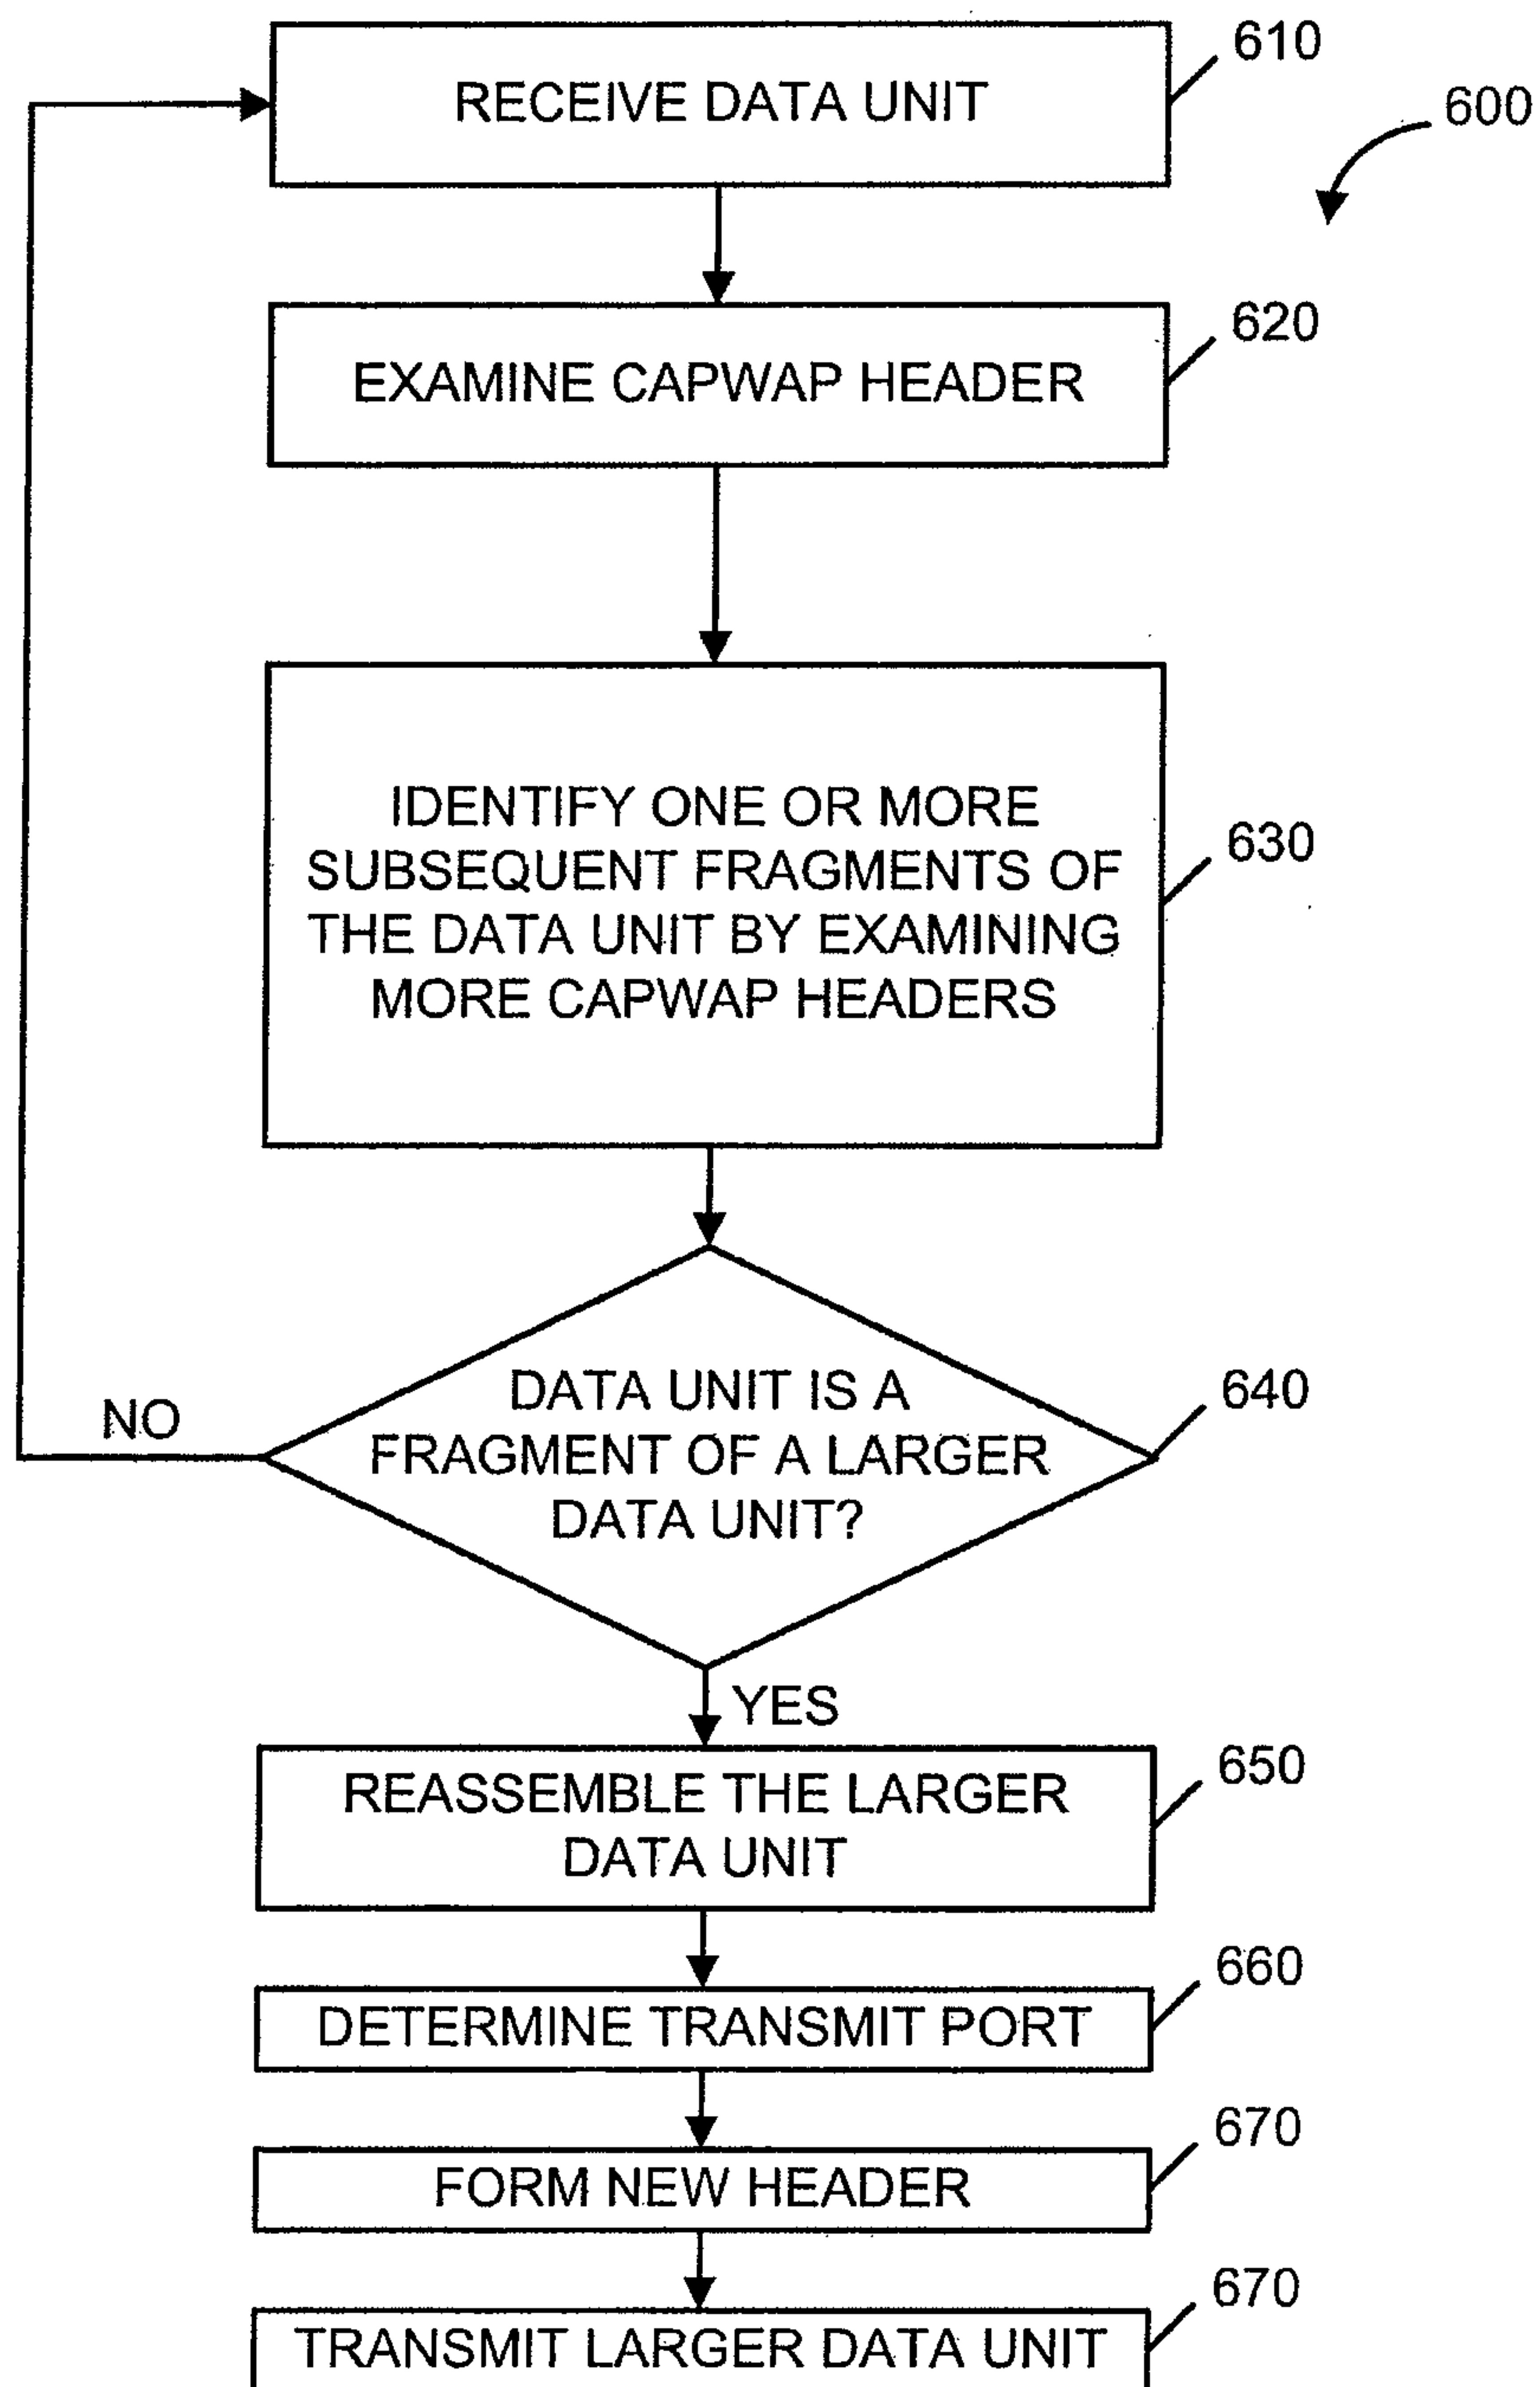 610
RECEIVE DATA UNIT
600
620
EXAMINE CAPWAP HEADER
IDENTIFY ONE OR MORE
SUBSEQUENT FRAGMENTS OF
THE DATA UNIT BY EXAMINING
MORE CAPWAP HEADERS
630
DATA UNIT IS A
FRAGMENT OF A LARGER
DATA UNIT?
640
NO
YES
REASSEMBLE THE LARGER
DATA UNIT
650
660
DETERMINE TRANSMIT PORT
670
FORM NEW HEADER
670
TRANSMIT LARGER DATA UNIT